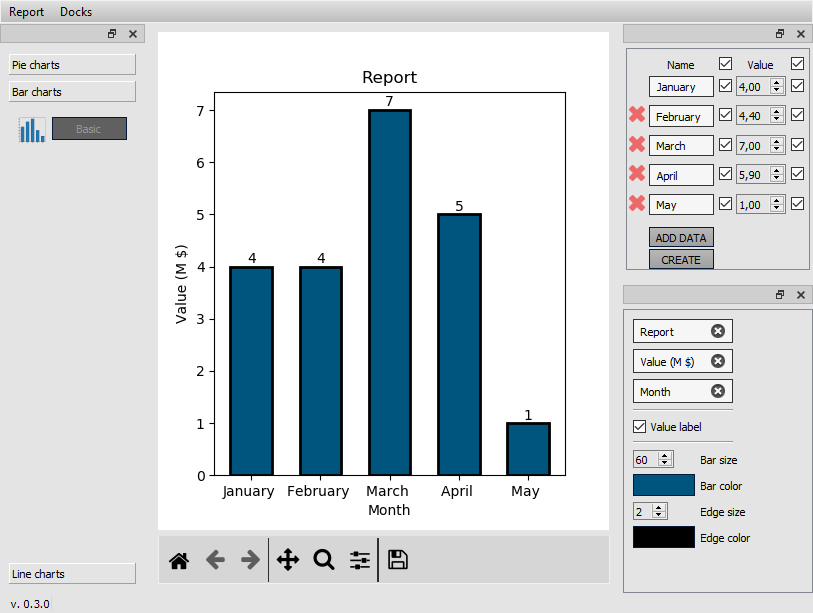 Report Docks
Pie charts
Bar charts
Basic
Line charts
v. 0.3.0
Report
Value (M $)
7
6
5
4
3
2
1
0
4
4
7
5
1
January February March April May
Month
Name Value
January 4,00
February 4,40
March 7,00
April 5,90
May 1,00
ADD DATA
CREATE
Report
Value (M $)
Month
Value label
60 Bar size
Bar color
2 Edge size
Edge color